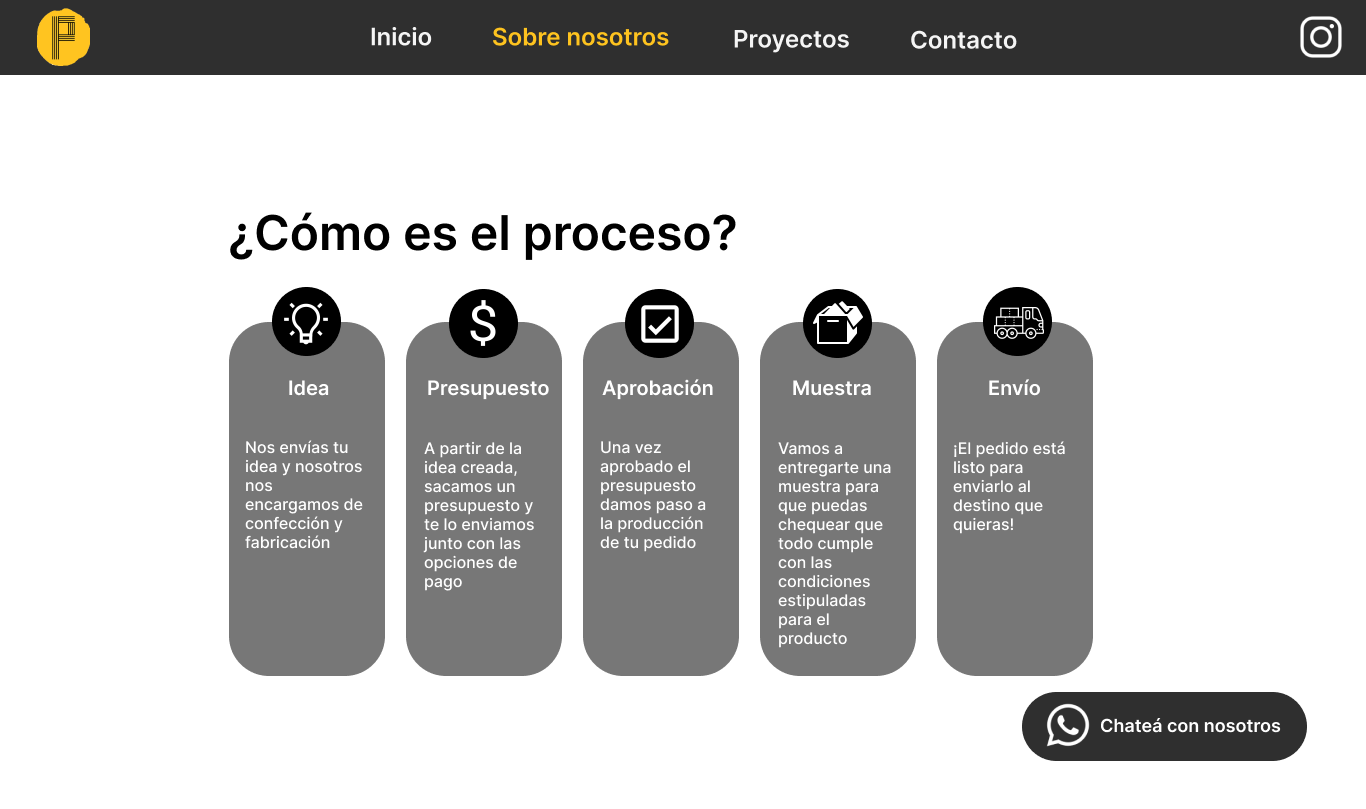 P
Inicio
Sobre nosotros
Proyectos
Contacto
¿Cómo es el proceso?
$
Idea
Nos envías tu
idea y nosotros
nos
encargamos de
confección y
fabricación
Presupuesto
A partir de la
idea creada,
sacamos un
presupuesto y
te lo enviamos
junto con las
opciones de
pago
Aprobación
Una vez
aprobado el
presupuesto
damos paso a
la producción
de tu pedido
Muestra
Vamos a
entregarte una
muestra para
que puedas
chequear que
todo cumple
con las
condiciones
estipuladas
para el
producto
Envío
¡El pedido está
listo para
enviarlo al
destino que
quieras!
Chateá con nosotros